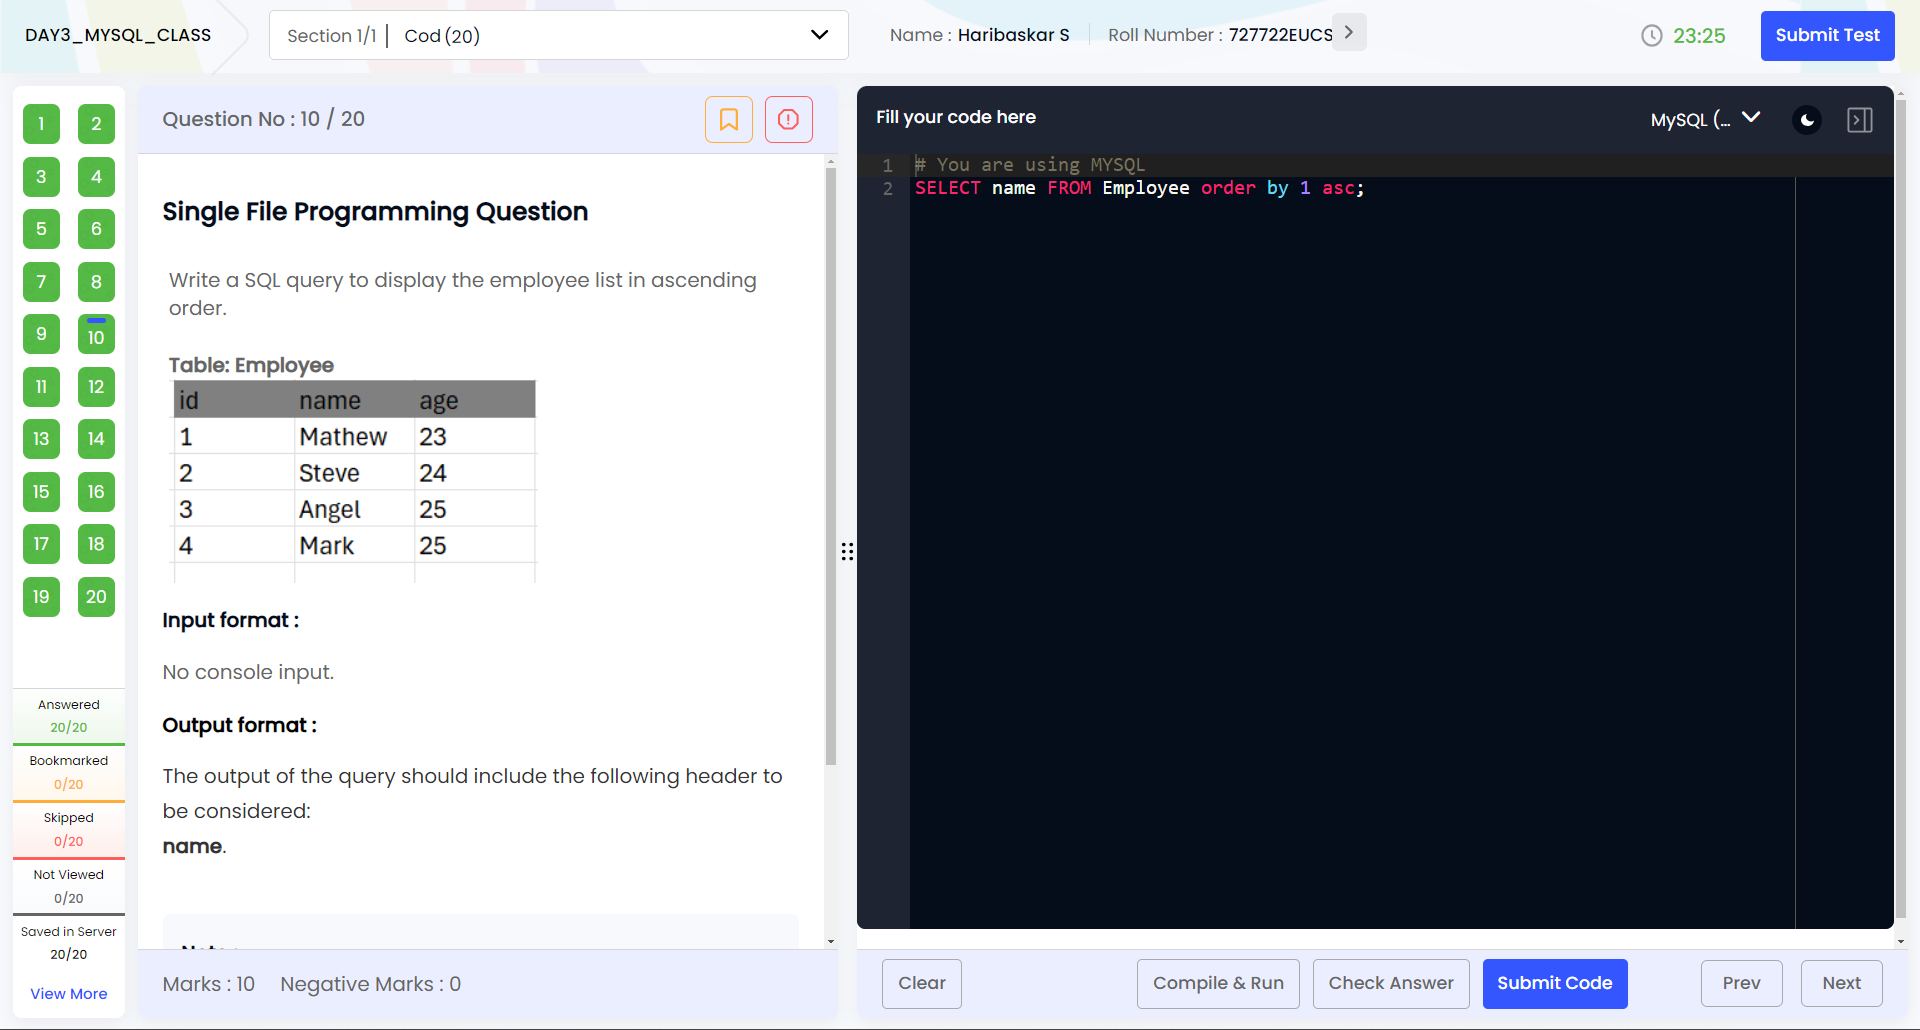 DAY3_MYSQL_CLASS
Section 1/1 | Cod (20)
Name : Haribaskar S
Roll Number : 727722EUCS
23:25
Submit Test
1 2
3 4
5 6
7 8
9 10
11 12
13 14
15 16
17 18
19 20
Answered
20/20
Bookmarked
0/20
Skipped
0/20
Not Viewed
0/20
Saved in Server
20/20
View More
Question No : 10 / 20
Single File Programming Question
Write a SQL query to display the employee list in ascending
order.
Table: Employee
id name age
1 Mathew 23
2 Steve 24
3 Angel 25
4 Mark 25
Input format :
No console input.
Output format :
The output of the query should include the following header to
be considered:
name.
Marks : 10 Negative Marks : 0
Fill your code here
MySQL (...
1 # You are using MYSQL
2 SELECT name FROM Employee order by 1 asc;
Clear
Compile & Run
Check Answer
Submit Code
Prev
Next